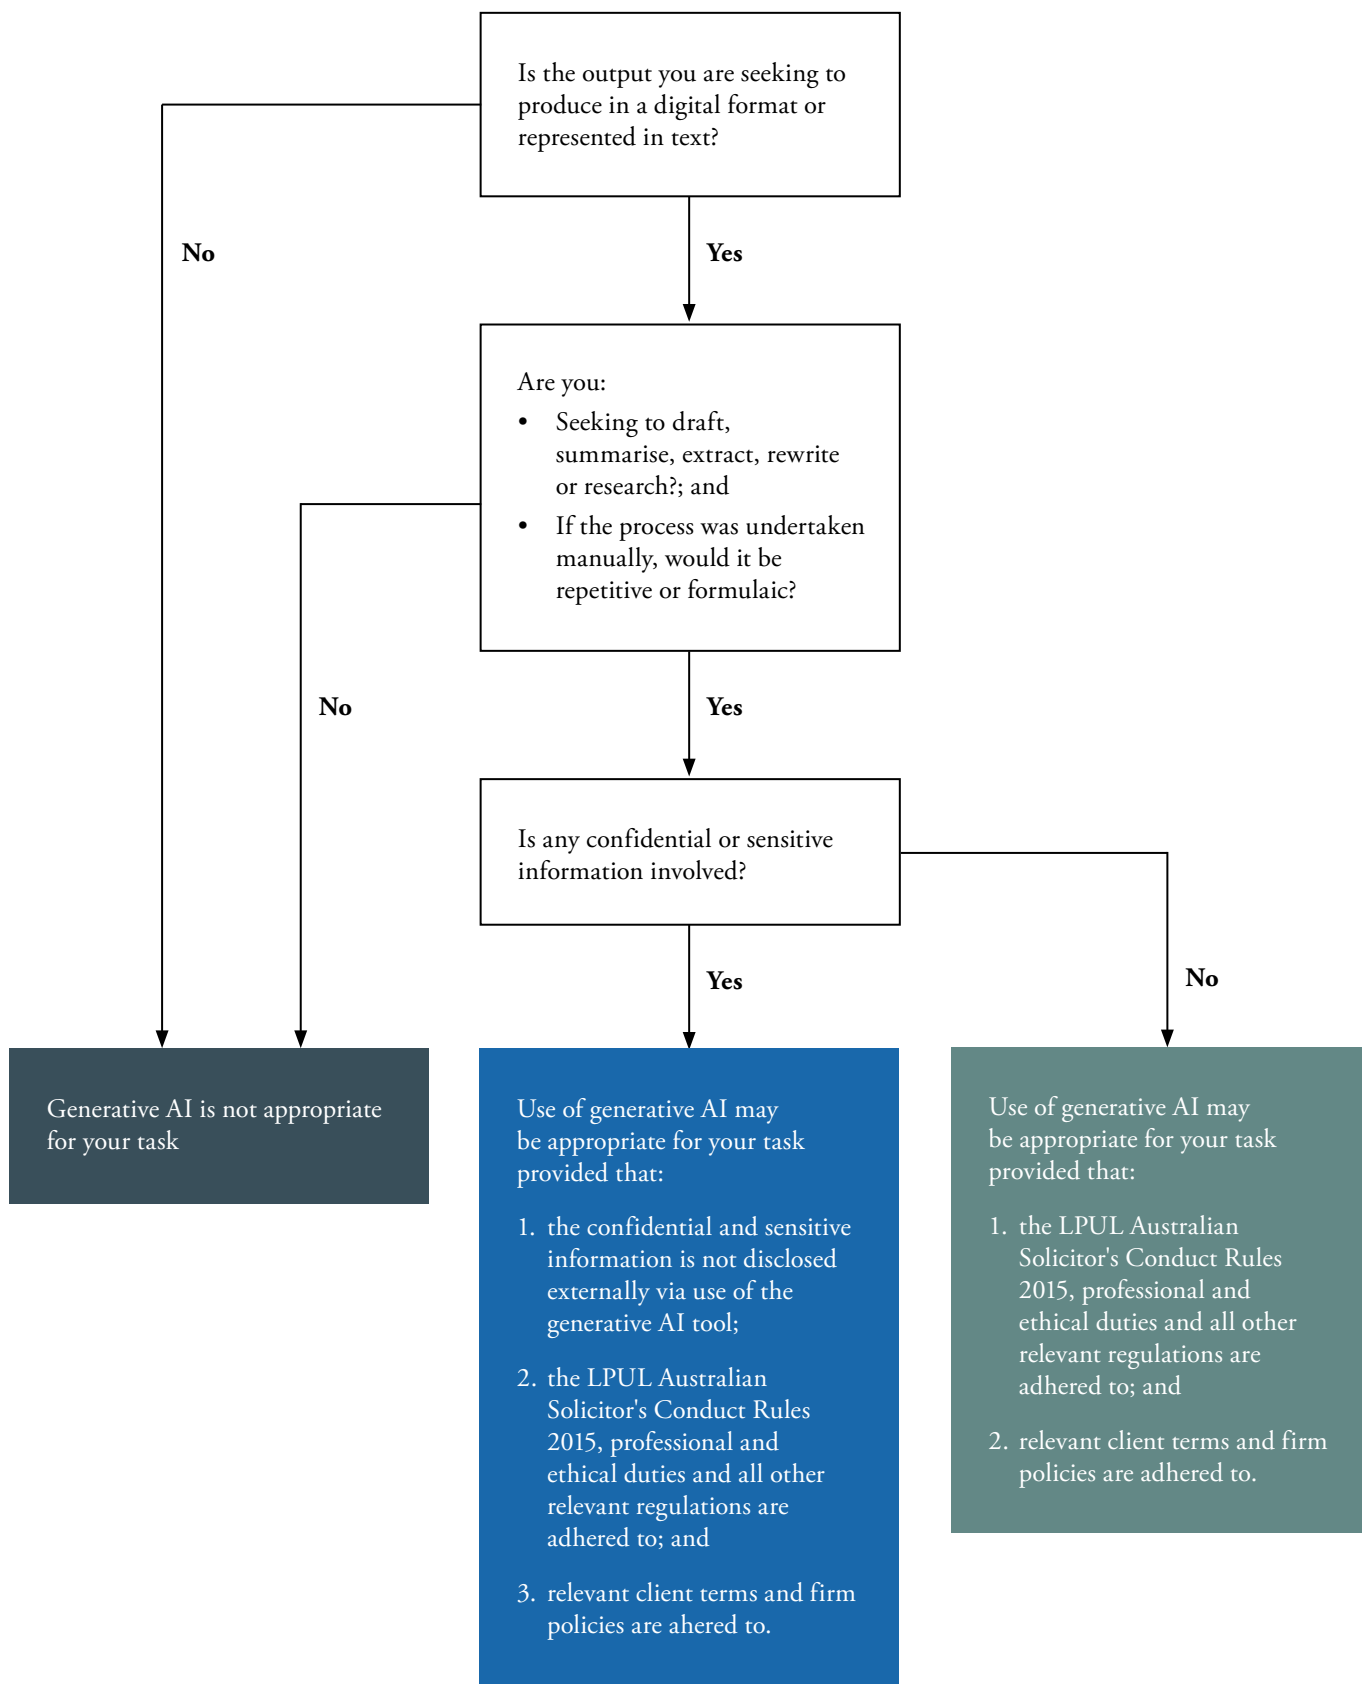 Is the output you are seeking to
produce in a digital format or
represented in text?
No
Yes
Are you:
• Seeking to draft,
summarise, extract, rewrite
or research?; and
• If the process was undertaken
manually, would it be
repetitive or formulaic?
No
Yes
Is any confidential or sensitive
information involved?
Yes
No
Generative AI is not appropriate
for your task
Use of generative AI may
be appropriate for your task
provided that:
1. the confidential and sensitive
information is not disclosed
externally via use of the
generative AI tool;
2. the LPUL Australian
Solicitor's Conduct Rules
2015, professional and
ethical duties and all other
relevant regulations are
adhered to; and
3. relevant client terms and firm
policies are ahered to.
Use of generative AI may
be appropriate for your task
provided that:
1. the LPUL Australian
Solicitor's Conduct Rules
2015, professional and
ethical duties and all other
relevant regulations are
adhered to; and
2. relevant client terms and firm
policies are adhered to.